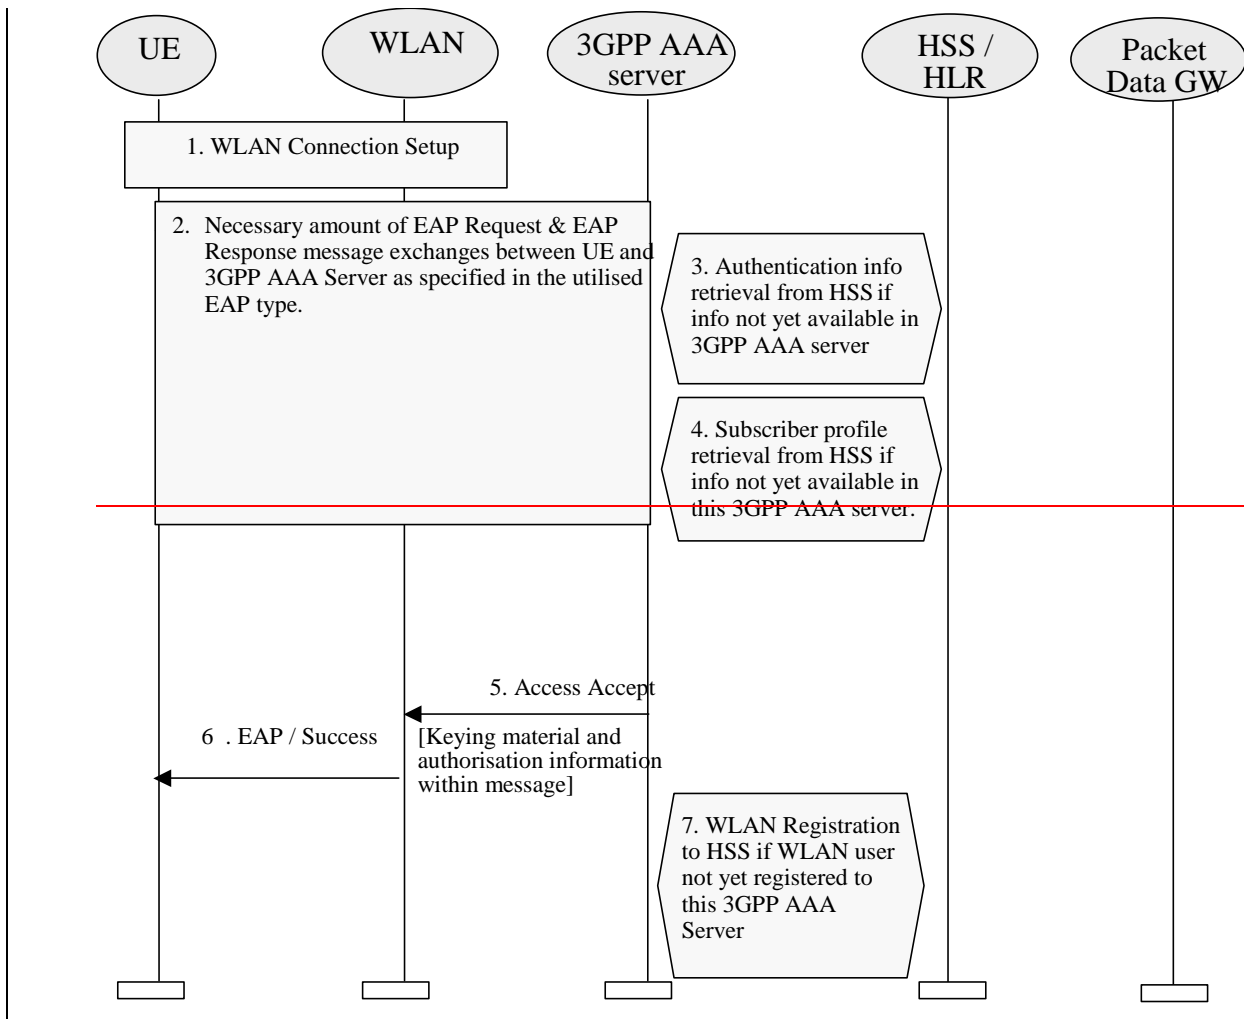 UE
WLAN
3GPP AAA
server
HSS /
HLR
Packet
Data GW
1. WLAN Connection Setup
2. Necessary amount of EAP Request & EAP
Response message exchanges between UE and
3GPP AAA Server as specified in the utilised
EAP type.
3. Authentication info
retrieval from HSS if
info not yet available in
3GPP AAA server
4. Subscriber profile
retrieval from HSS if
info not yet available in
this 3GPP AAA server.
5. Access Accept
6 . EAP / Success
[Keying material and
authorisation information
within message]
7. WLAN Registration
to HSS if WLAN user
not yet registered to
this 3GPP AAA
Server